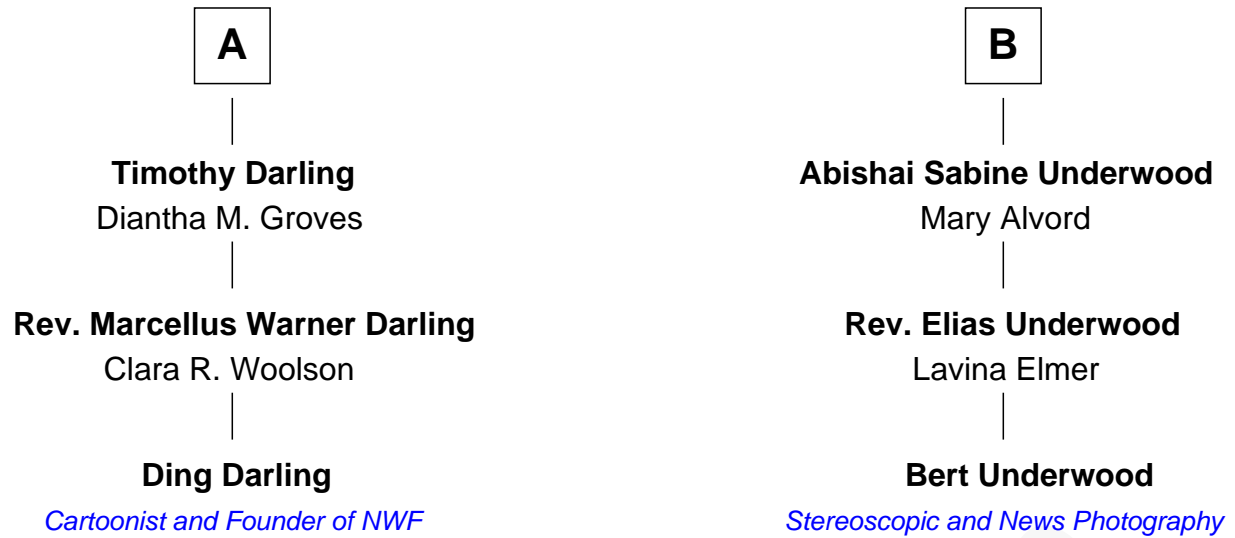 A
Timothy Darling
Diantha M. Groves
Rev. Marcellus Warner Darling
Clara R. Woolson
Ding Darling
Cartoonist and Founder of NWF
B
Abishai Sabine Underwood
Mary Alvord
Rev. Elias Underwood
Lavina Elmer
Bert Underwood
Stereoscopic and News Photography